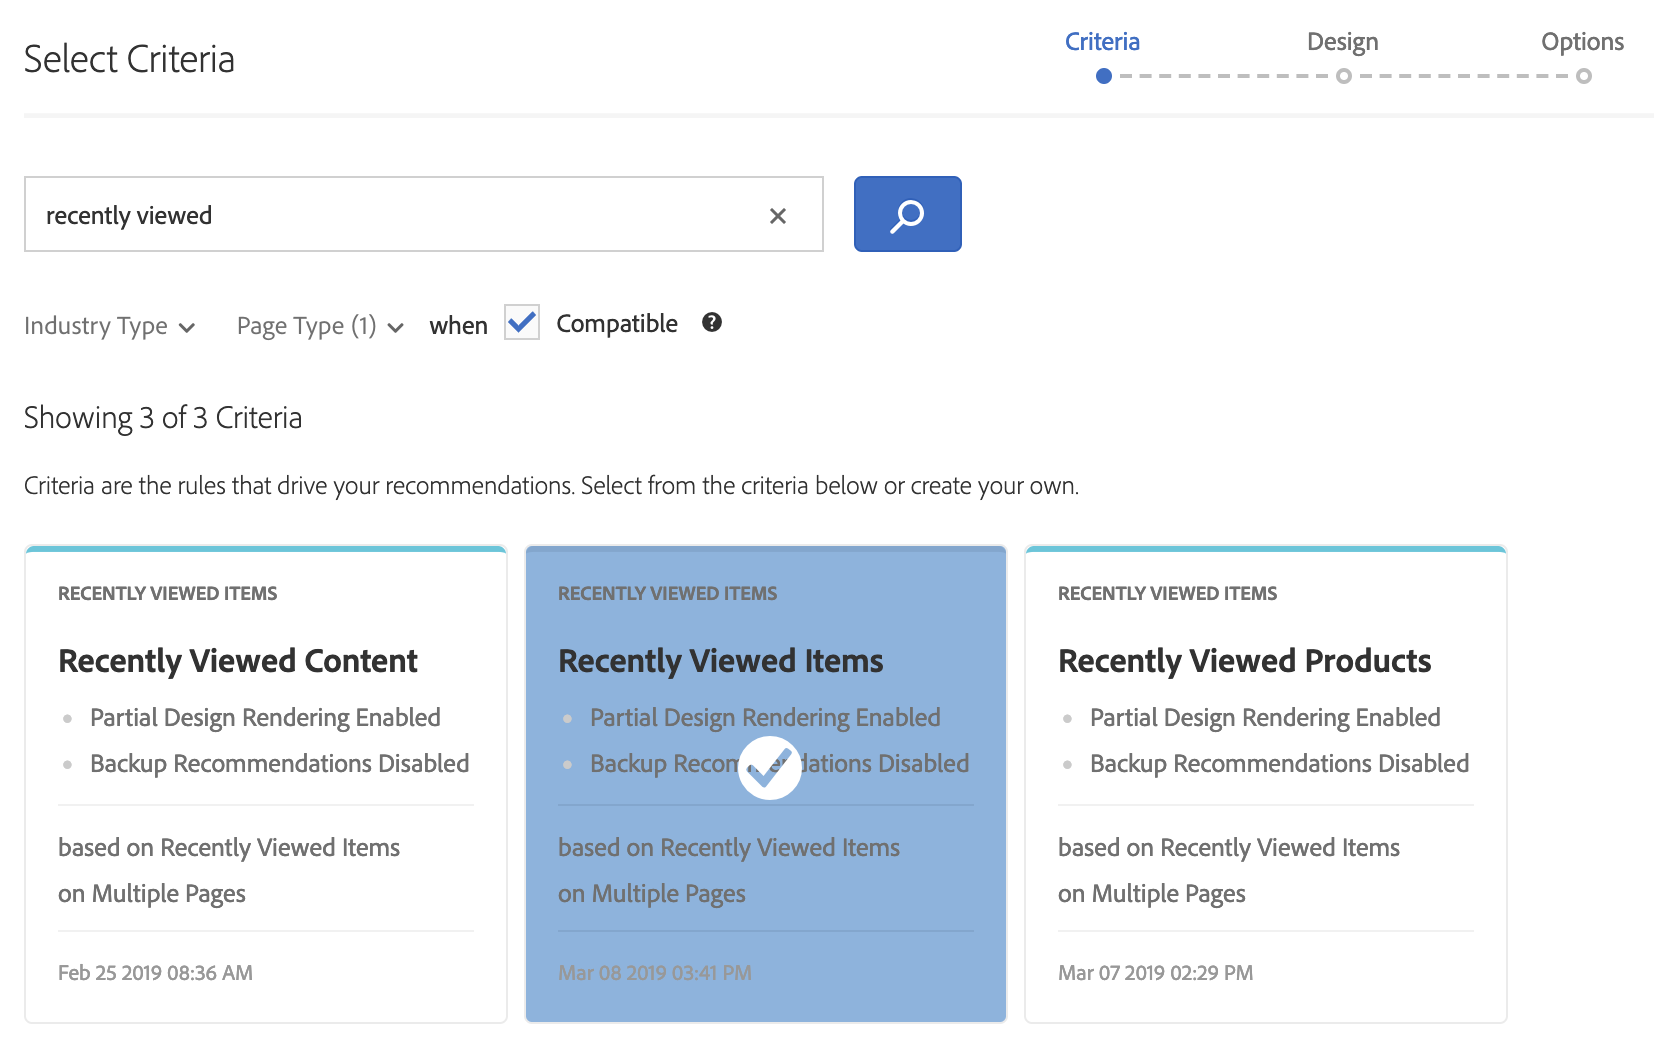 Select Criteria
Criteria
Design
Options
recently viewed
Industry Type
Page Type (1)
when
Compatible
?
Showing 3 of 3 Criteria
Criteria are the rules that drive your recommendations. Select from the criteria below or create your own.
RECENTLY VIEWED ITEMS
Recently Viewed Content
Partial Design Rendering Enabled
Backup Recommendations Disabled
based on Recently Viewed Items
on Multiple Pages
Feb 25 2019 08:36 AM
RECENTLY VIEWED ITEMS
Recently Viewed Items
Partial Design Rendering Enabled
Backup Recommendations Disabled
based on Recently Viewed Items
on Multiple Pages
Mar 08 2019 03:41 PM
RECENTLY VIEWED ITEMS
Recently Viewed Products
Partial Design Rendering Enabled
Backup Recommendations Disabled
based on Recently Viewed Items
on Multiple Pages
Mar 07 2019 02:29 PM